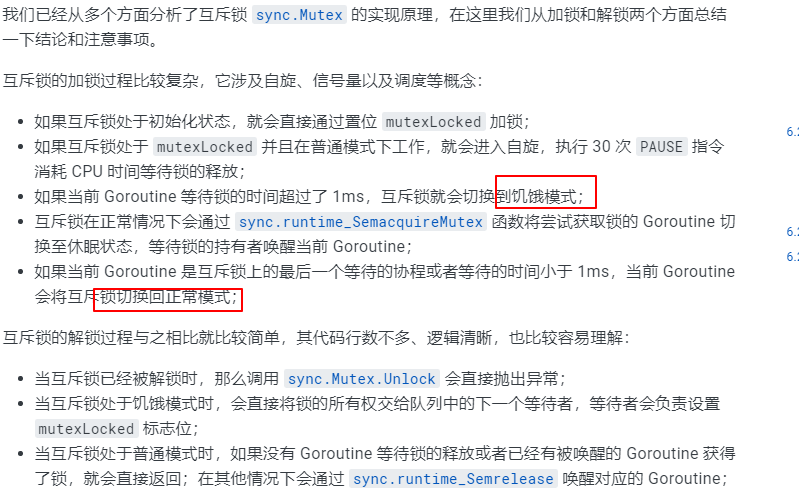 我们已经从多个方面分析了互斥锁 sync.Mutex 的实现原理，在这里我们从加锁和解锁两个方面总结
一下结论和注意事项。
互斥锁的加锁过程比较复杂，它涉及自旋、信号量以及调度等概念：
• 如果互斥锁处于初始化状态，就会直接通过置位 mutexLocked 加锁；
• 如果互斥锁处于 mutexLocked 并且在普通模式下工作，就会进入自旋，执行 30 次 PAUSE 指令
消耗 CPU 时间等待锁的释放；
• 如果当前 Goroutine 等待锁的时间超过了 1ms，互斥锁就会切换到饥饿模式；
• 互斥锁在正常情况下会通过 sync.runtime_SemacquireMutex 函数将尝试获取锁的 Goroutine 切
换至休眠状态，等待锁的持有者唤醒当前 Goroutine；
• 如果当前 Goroutine 是互斥锁上的最后一个等待的协程或者等待的时间小于 1ms，当前 Goroutine
会将互斥锁切换回正常模式；
互斥锁的解锁过程与之相比就比较简单，其代码行数不多、逻辑清晰，也比较容易理解：
• 当互斥锁已经被解锁时，那么调用 sync.Mutex.Unlock 会直接抛出异常；
• 当互斥锁处于饥饿模式时，会直接将锁的所有权交给队列中的下一个等待者，等待者会负责设置
mutexLocked 标志位；
• 当互斥锁处于普通模式时，如果没有 Goroutine 等待锁的释放或者已经有被唤醒的 Goroutine 获得
了锁，就会直接返回；在其他情况下会通过 sync.runtime_Semrelease 唤醒对应的 Goroutine；